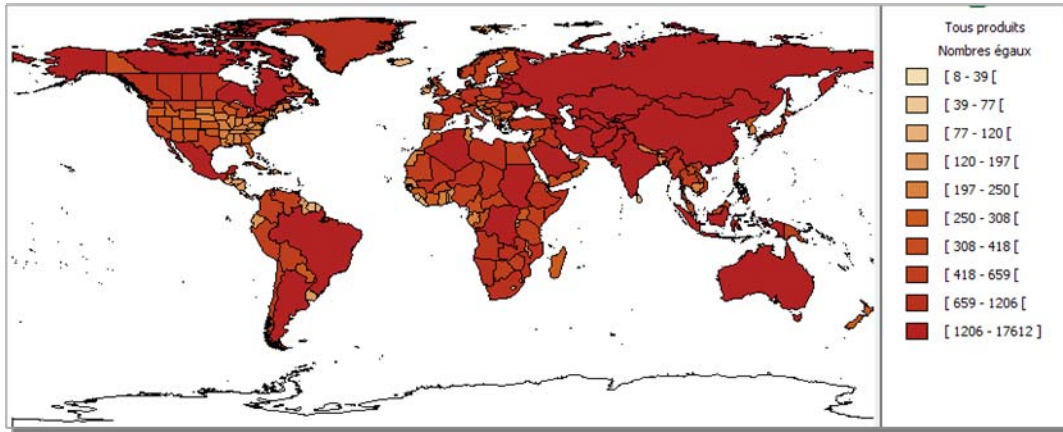 Tous produits
Nombres égaux
[ 8 - 39 [
[ 39 - 77 [
[ 77 - 120 [
[ 120 - 197 [
[ 197 - 250 [
[ 250 - 308 [
[ 308 - 418 [
[ 418 - 659 [
[ 659 - 1206 [
[ 1206 - 17612 ]